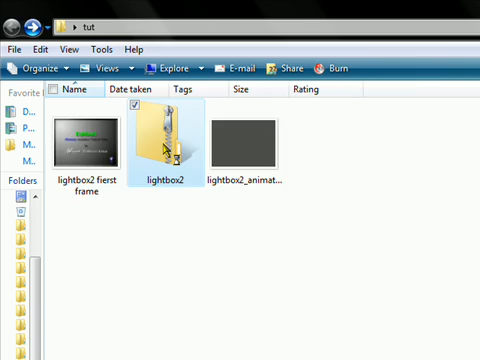 tut
File Edit View Tools Help
Organize Views Explore E-mail Share Burn
Favorite
Name Date taken Tags Size Rating
D...
P...
M...
M...
Folders
lightbox2 fierst frame
lightbox2
lightbox2_animat...